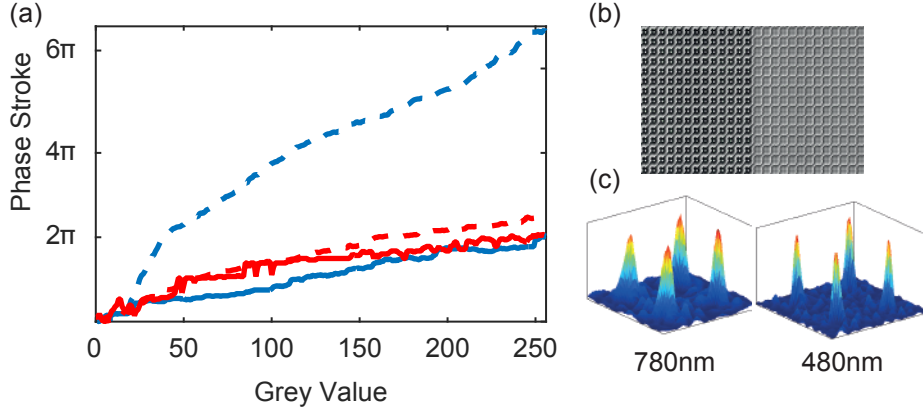 (a)
Phase Stroke
6π
4π
2π
0 50 100 150 200 250
Grey Value
(b)
(c)
780nm 480nm